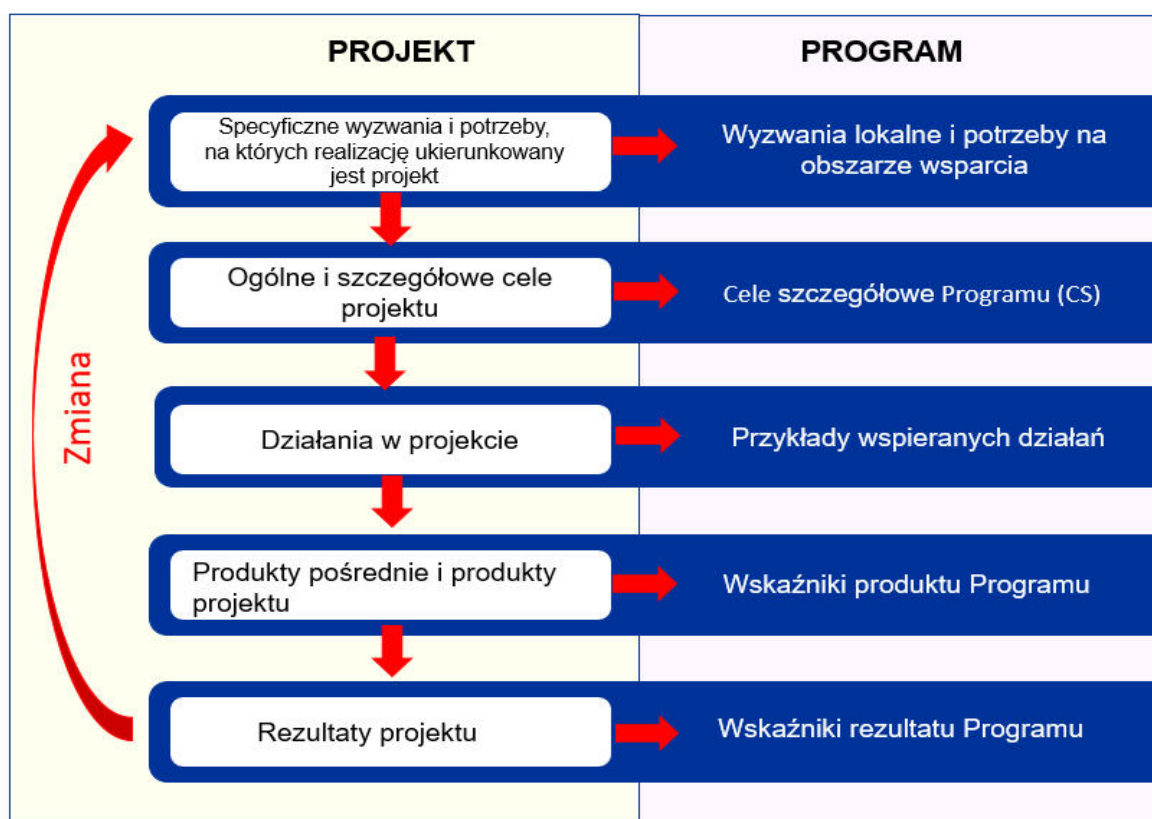 PROJEKT
PROGRAM
Specyficzne wyzwania i potrzeby,
na których realizację ukierunkowany
jest projekt
Wyzwania lokalne i potrzeby na
obszarze wsparcia
Ogólne i szczegółowe cele
projektu
Cele szczegółowe Programu (CS)
Zmiana
Działania w projekcie
Przykłady wspieranych działań
Produkty pośrednie i produkty
projektu
Wskaźniki produktu Programu
Rezultaty projektu
Wskaźniki rezultatu Programu